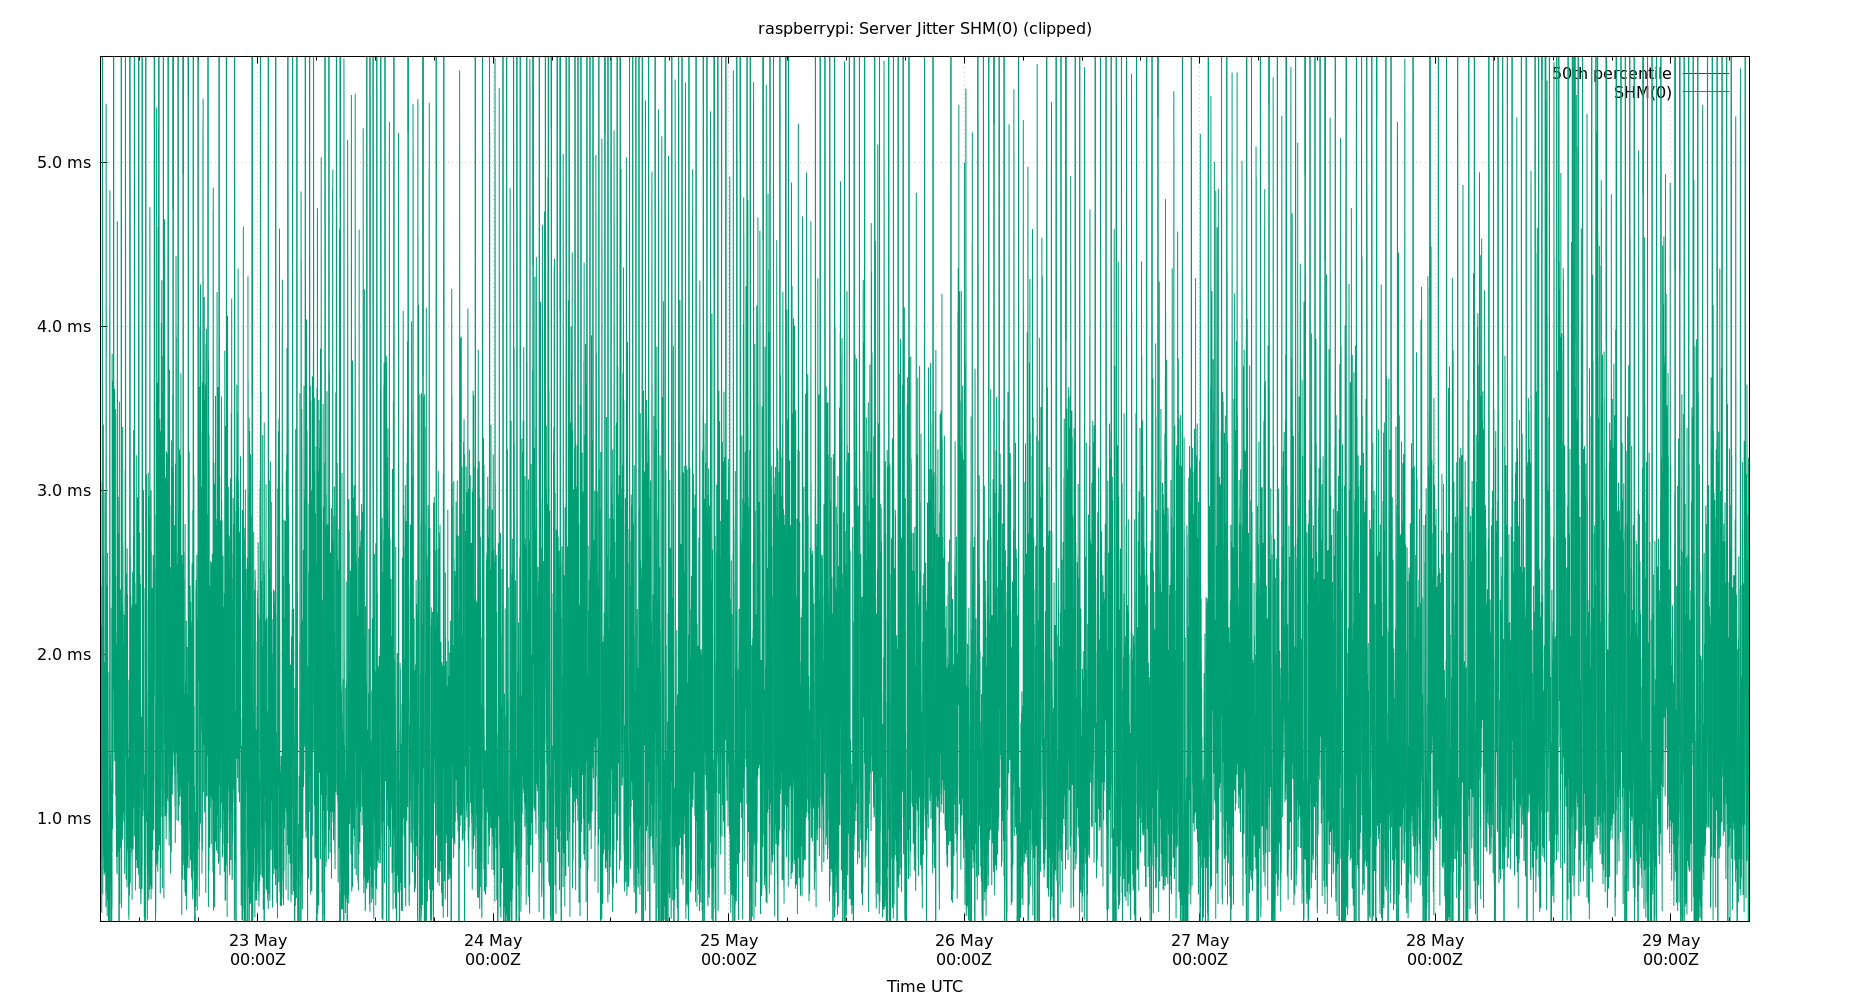 raspberrypi: Server Jitter SHM(0) (clipped)
50th percentile
SHM(0)
5.0 ms
4.0 ms
3.0 ms
2.0 ms
1.0 ms
23 May 24 May 25 May 26 May 27 May 28 May 29 May
00:00Z 00:00Z 00:00Z 00:00Z 00:00Z 00:00Z 00:00Z
Time UTC